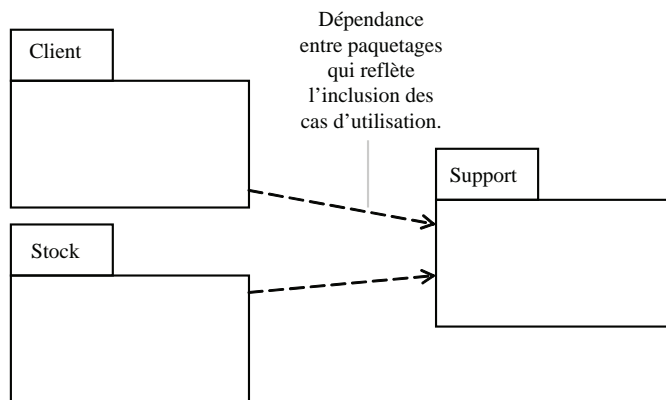 Dépendance
entre paquetages
qui reflète
l’inclusion des
cas d’utilisation.
Client
Support
Stock